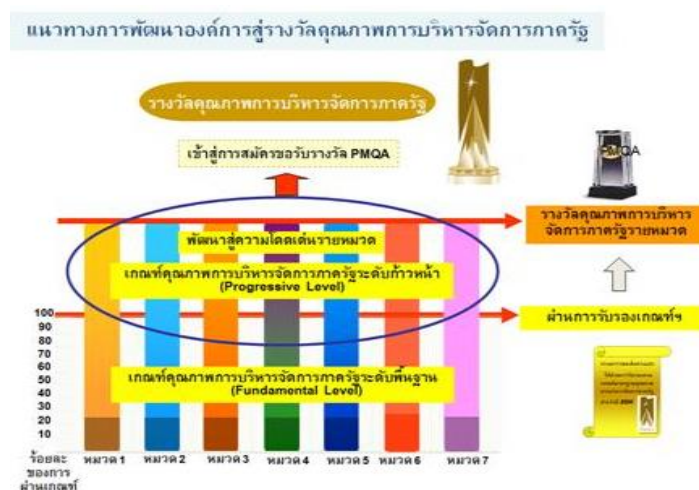 แนวทางการพัฒนาองค์การสู่รางวัลคุณภาพการบริหารจัดการภาครัฐ
รางวัลคุณภาพการบริหารจัดการภาครัฐ
เข้าสู่การสมัครขอรับรางวัล PMQA
PMQA
รางวัลคุณภาพการบริหาร
จัดการภาครัฐรายหมวด
พัฒนาสู่ความโดดเด่นรายหมวด
เกณฑ์คุณภาพการบริหารจัดการภาครัฐระดับก้าวหน้า
(Progressive Level)
ผ่านการรับรองเกณฑ์ฯ
100
90
80
70
60
50
40
30
20
10
เกณฑ์คุณภาพการบริหารจัดการภาครัฐระดับพื้นฐาน
(Fundamental Level)
ร้อยละ
ของการ
ผ่านเกณฑ์
หมวด 1 หมวด 2 หมวด 3 หมวด 4 หมวด 5 หมวด 6 หมวด 7